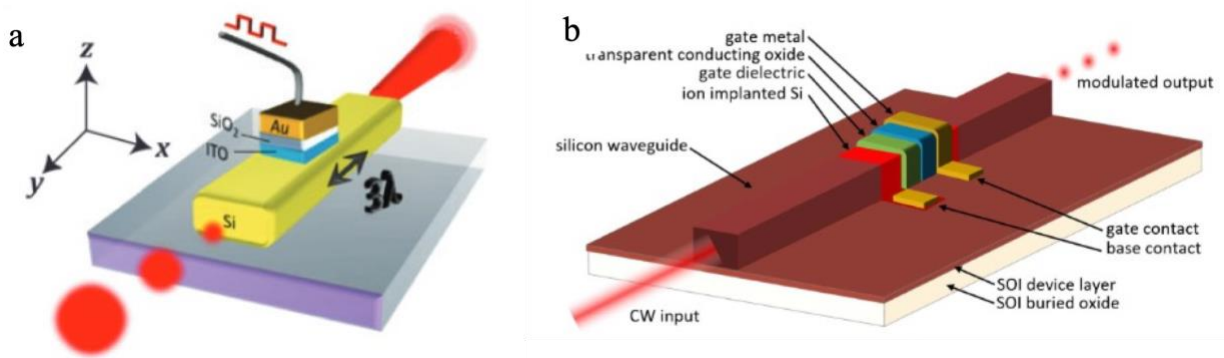 a
z
x
y
SiO₂
ITO
Au
Si
3λ
b
gate metal
transparent conducting oxide
gate dielectric
ion implanted Si
silicon waveguide
modulated output
gate contact
base contact
SOI device layer
SOI buried oxide
CW input